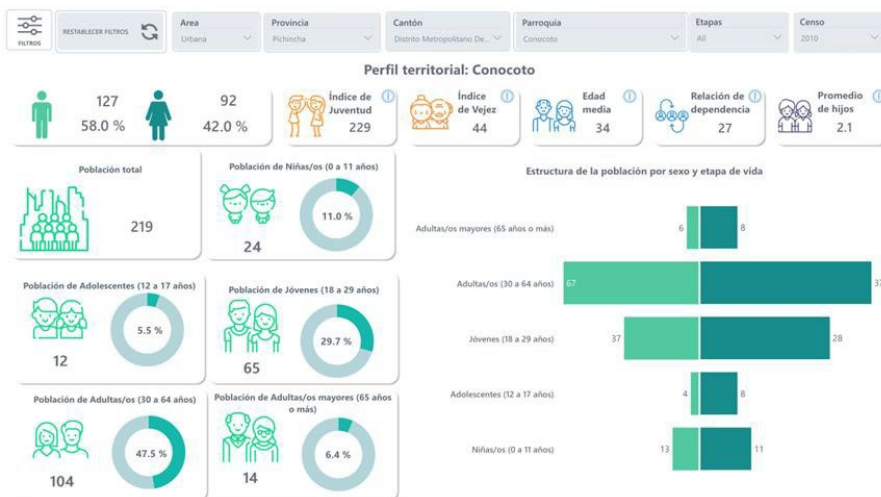 FILTROS
RESTABLECER FILTROS
Area
Urbana
Provincia
Pichincha
Cantón
Distrito Metropolitano De...
Parroquia
Conocoto
Etapas
All
Censo
2010
Perfil territorial: Conocoto
127
58.0 %
92
42.0 %
Índice de
Juventud
229
Índice
de Vejez
44
Edad
media
34
Relación de
dependencia
27
Promedio
de hijos
2.1
Población total
219
Población de Niñas/os (0 a 11 años)
24
11.0 %
Población de Adolescentes (12 a 17 años)
12
5.5 %
Población de Jóvenes (18 a 29 años)
65
29.7 %
Población de Adultas/os (30 a 64 años)
104
47.5 %
Población de Adultas/os mayores (65 años
o más)
14
6.4 %
Estructura de la población por sexo y etapa de vida
Adultas/os mayores (65 años o más)
6
8
Adultas/os (30 a 64 años)
67
37
Jóvenes (18 a 29 años)
37
28
Adolescentes (12 a 17 años)
4
8
Niñas/os (0 a 11 años)
13
11